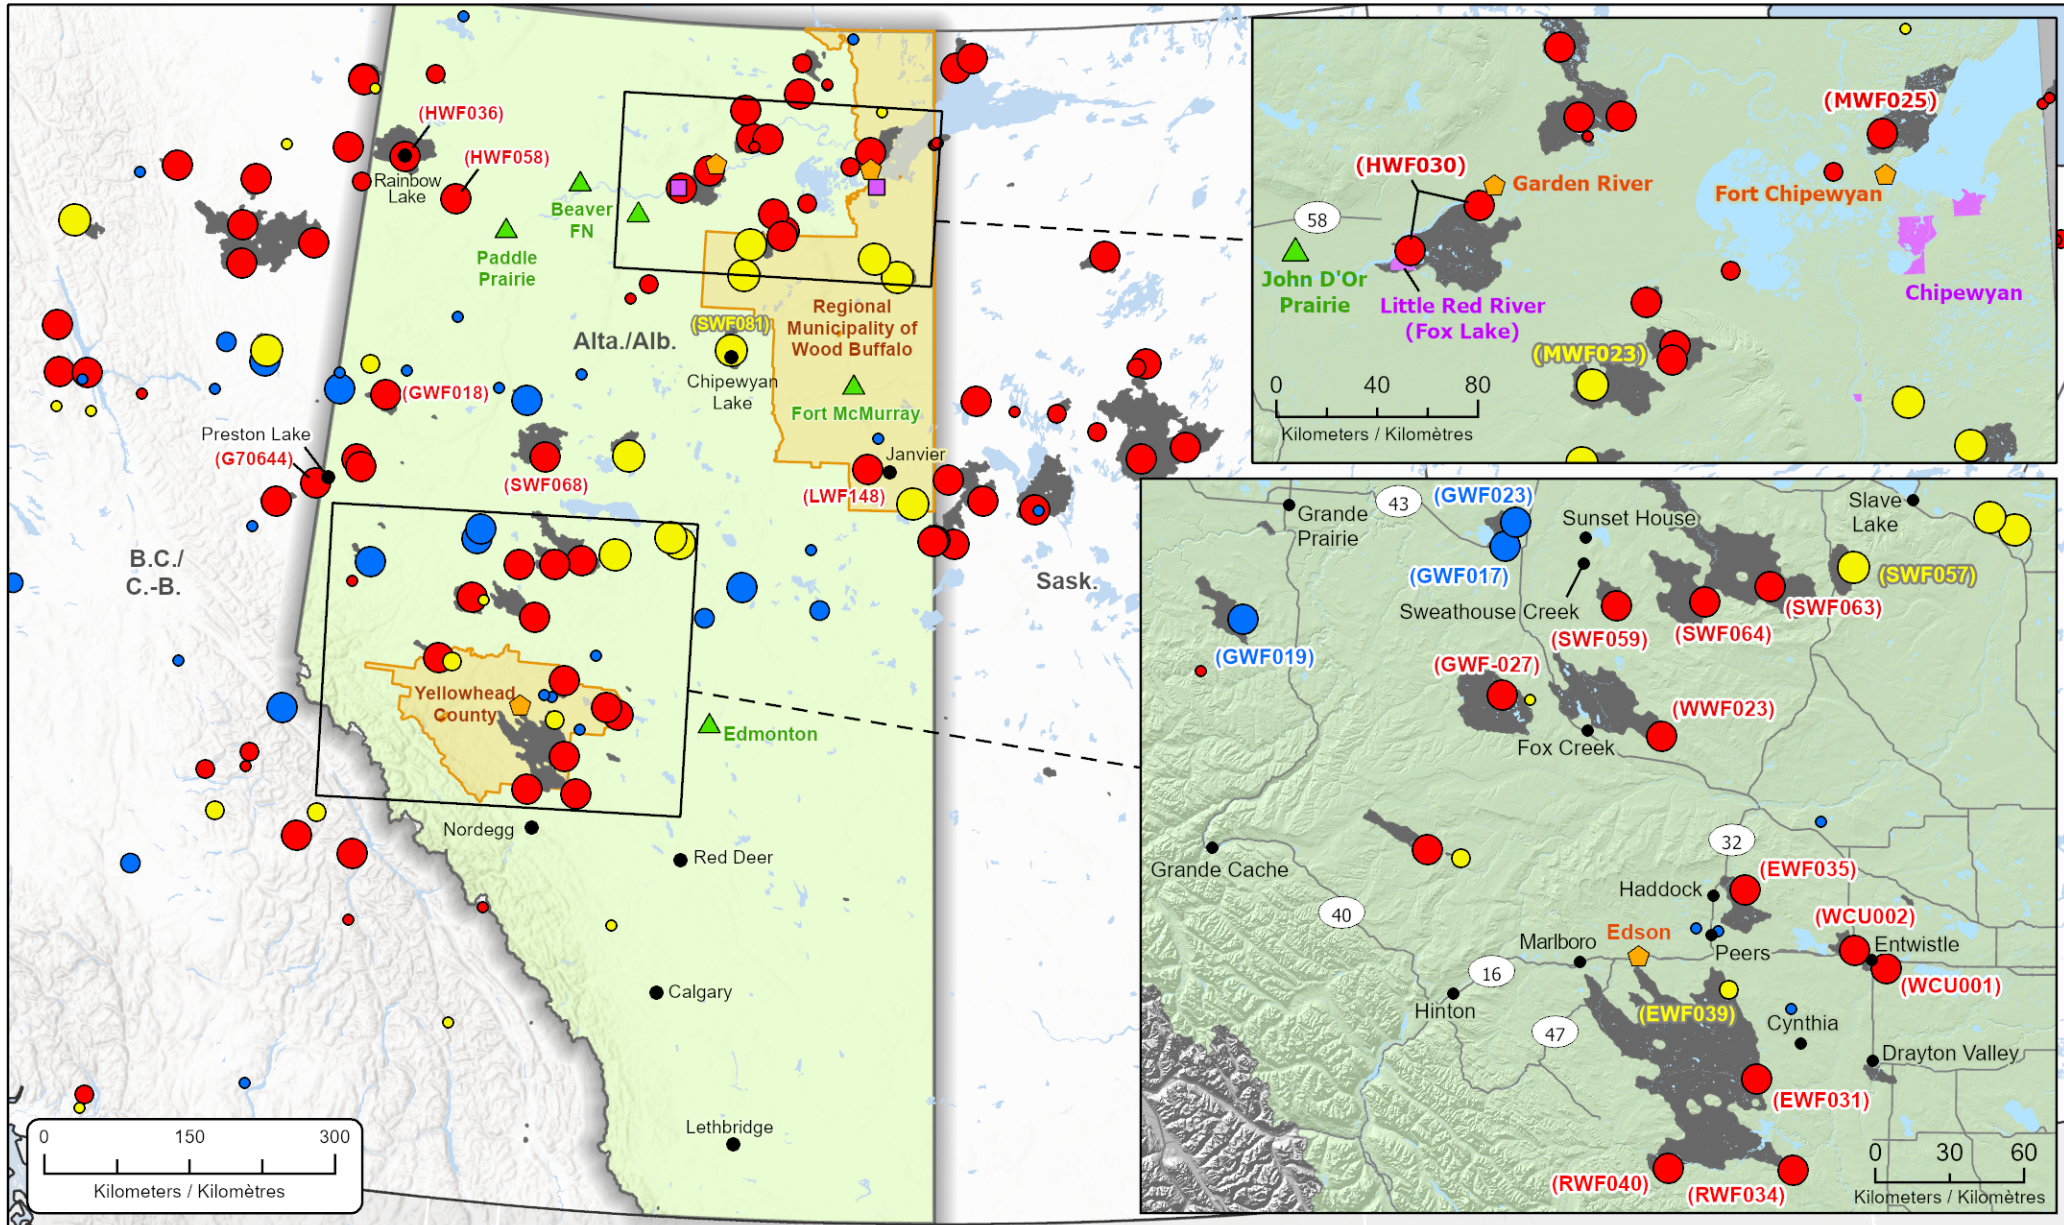 (HWF036)
(HWF058)
Rainbow
Lake
Beaver
FN
Paddle
Prairie
Regional
Municipality of
Wood Buffalo
(SWF081)
Alta./Alb.
Chipewyan
Lake
Fort McMurray
(GWF018)
Preston Lake
(G70644)
Janvier
(SWF068)
(LWF148)
B.C./
C.-B.
Sask.
Yellowhead
County
Edmonton
Nordegg
Red Deer
Calgary
Lethbridge
0 150 300
Kilometers / Kilomètres
(MWF025)
(HWF030)
Garden River
Fort Chipewyan
58
John D'Or
Prairie
Little Red River
(Fox Lake)
Chipewyan
(MWF023)
0 40 80
Kilometers / Kilomètres
Grande
Prairie
43
(GWF023)
Sunset House
Slave
Lake
(GWF017)
(SWF057)
Sweathouse Creek
(SWF063)
(SWF059)
(SWF064)
(GWF019)
(GWF-027)
(WWF023)
Fox Creek
32
Grande Cache
(EWF035)
Haddock
40
(WCU002)
Marlboro
Edson
Entwistle
Peers
16
(WCU001)
Hinton
(EWF039)
47
Cynthia
Drayton Valley
(EWF031)
(RWF040)
(RWF034)
0 30 60
Kilometers / Kilomètres